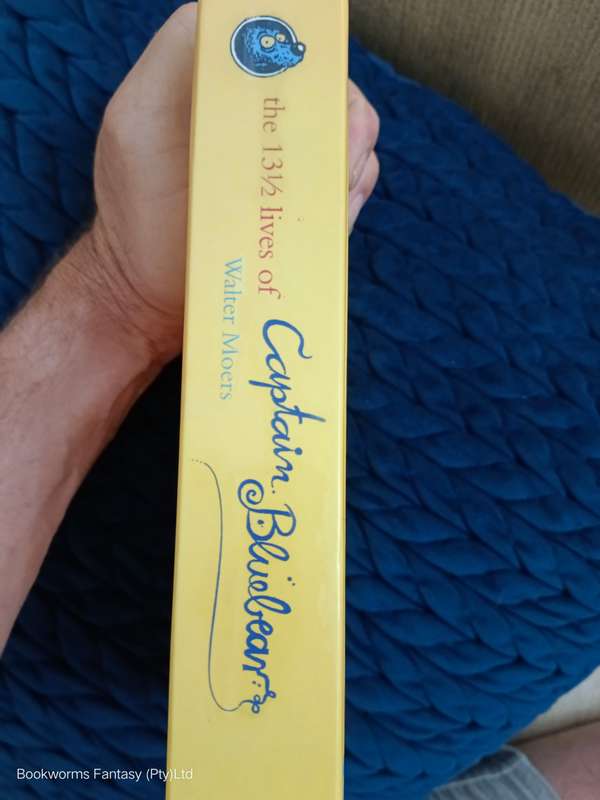 the 13½ lives of
Captain Bluebear
Walter Moers
Bookworms Fantasy (Pty)Ltd